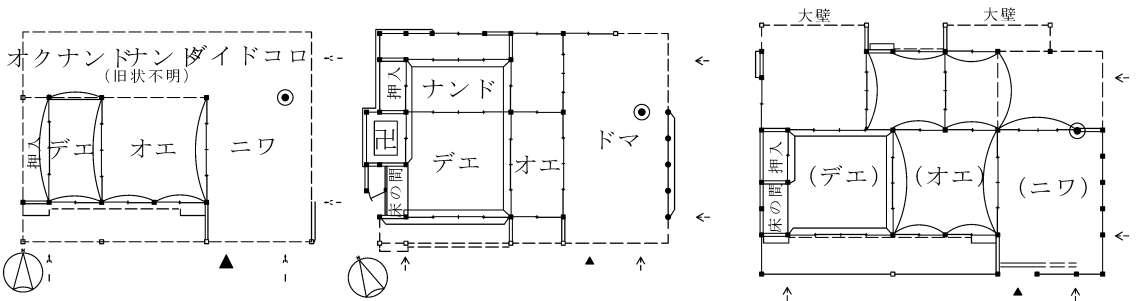 オクナンド ナンド ダイドコロ
(旧状不明)
押入 デエ オエ ニワ
押入 ナンド
卍
デエ オエ ドマ
床の間
大壁 大壁
押入 (デエ) (オエ) (ニワ)
床の間